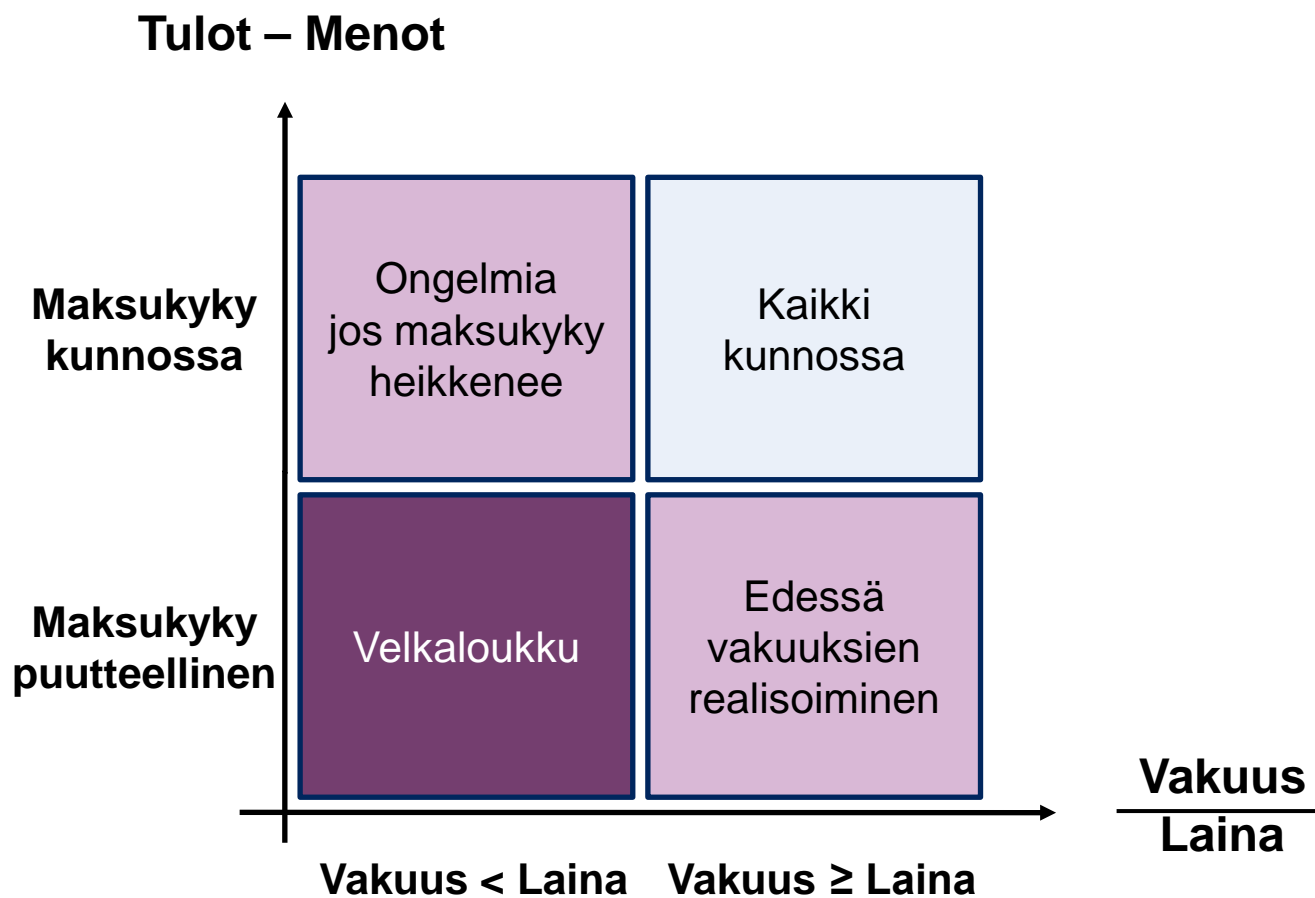 Tulot – Menot
Maksukyky
kunnossa
Ongelmia
jos maksukyky
heikkenee
Kaikki
kunnossa
Maksukyky
puutteellinen
Velkaloukku
Edessä
vakuuksien
realisoiminen
Vakuus
Laina
Vakuus < Laina
Vakuus ≥ Laina